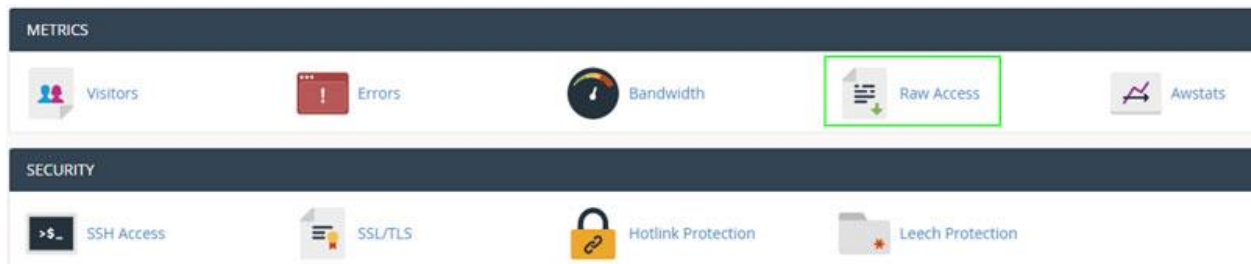 METRICS
Visitors
Errors
Bandwidth
Raw Access
Awstats
SECURITY
>$_
SSH Access
SSL/TLS
Hotlink Protection
Leech Protection